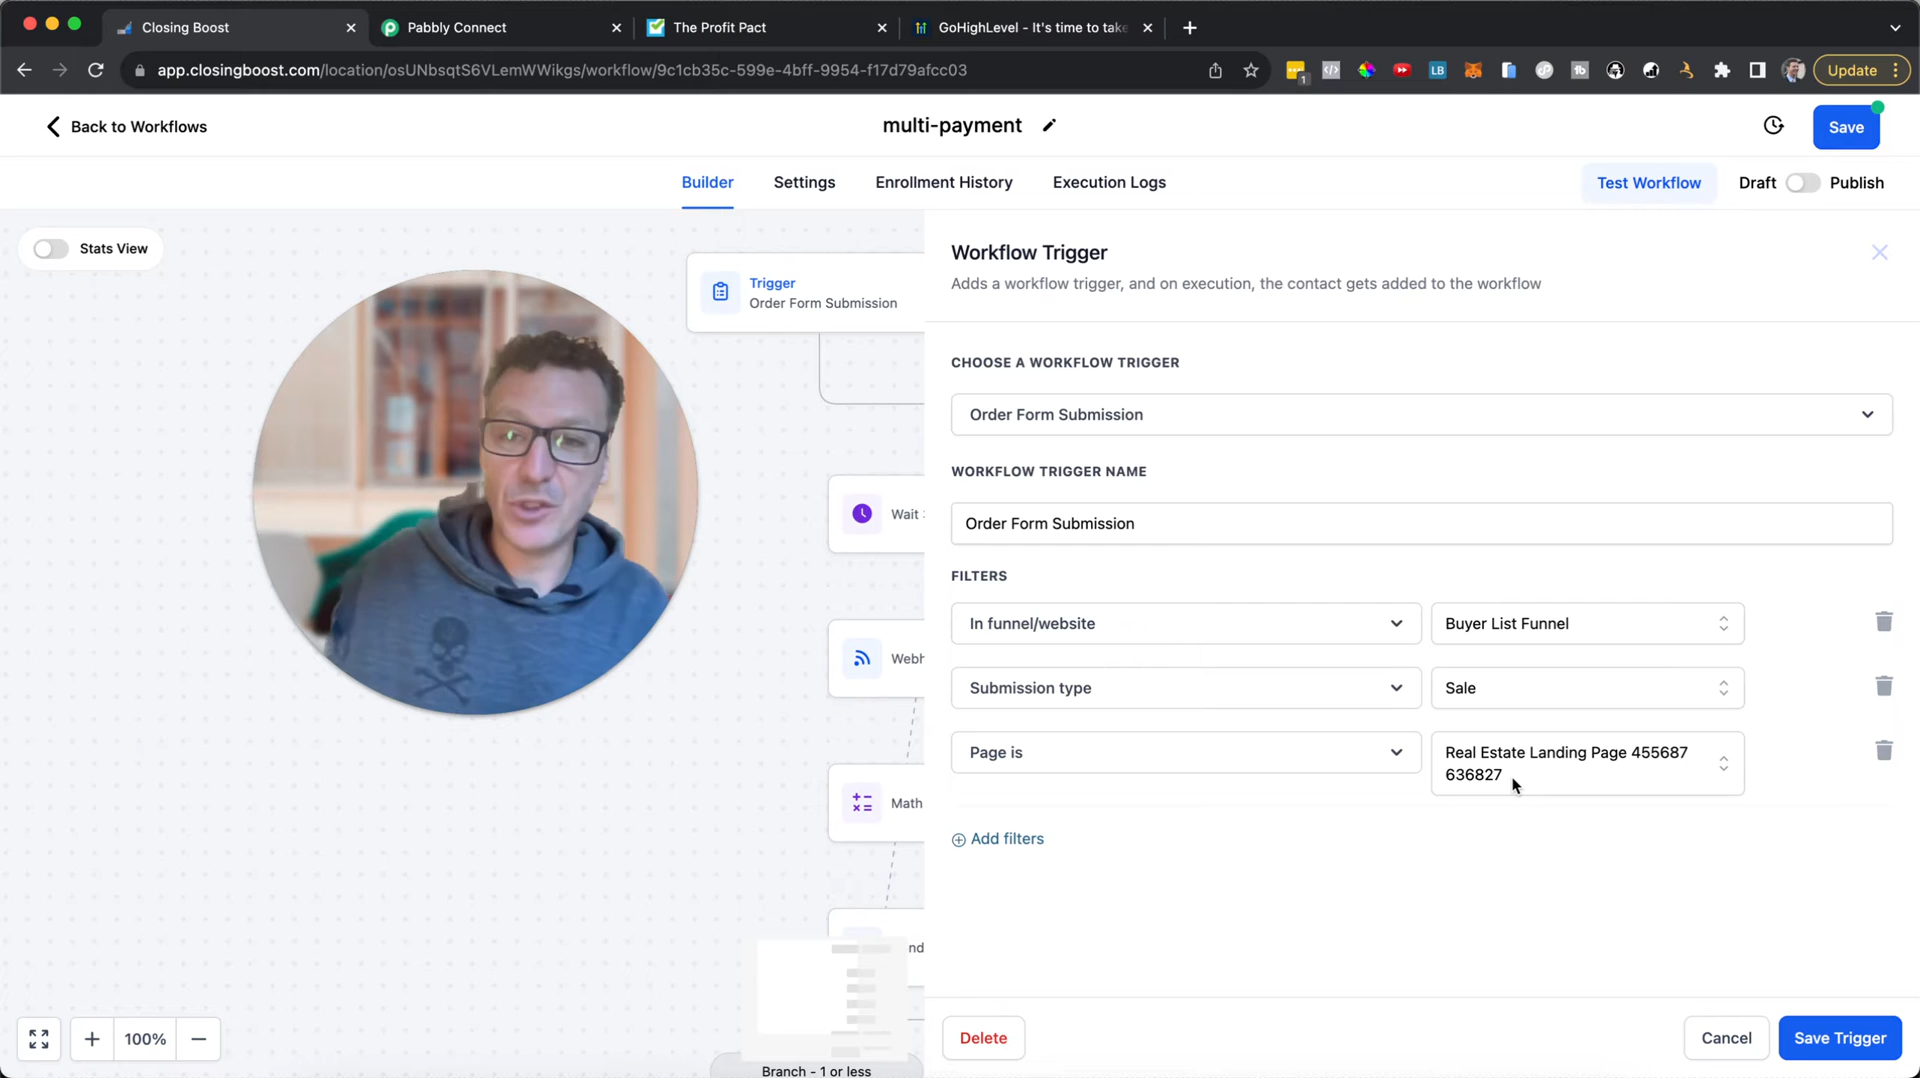 Closing Boost
Pabbly Connect
The Profit Pact
GoHighLevel - It's time to take
app.closingboost.com/location/osUNbsqtS6VLemWWikgs/workflow/9c1cb35c-599e-4bff-9954-f17d79afcc03
1
LB
Update
Back to Workflows
multi-payment
Save
Builder
Settings
Enrollment History
Execution Logs
Test Workflow
Draft
Publish
Stats View
Trigger
Order Form Submission
Wait
Webh
Math
nd
Branch - 1 or less
100%
Workflow Trigger
Adds a workflow trigger, and on execution, the contact gets added to the workflow
CHOOSE A WORKFLOW TRIGGER
Order Form Submission
WORKFLOW TRIGGER NAME
Order Form Submission
FILTERS
In funnel/website
Buyer List Funnel
Submission type
Sale
Page is
Real Estate Landing Page 455687
636827
Add filters
Delete
Cancel
Save Trigger